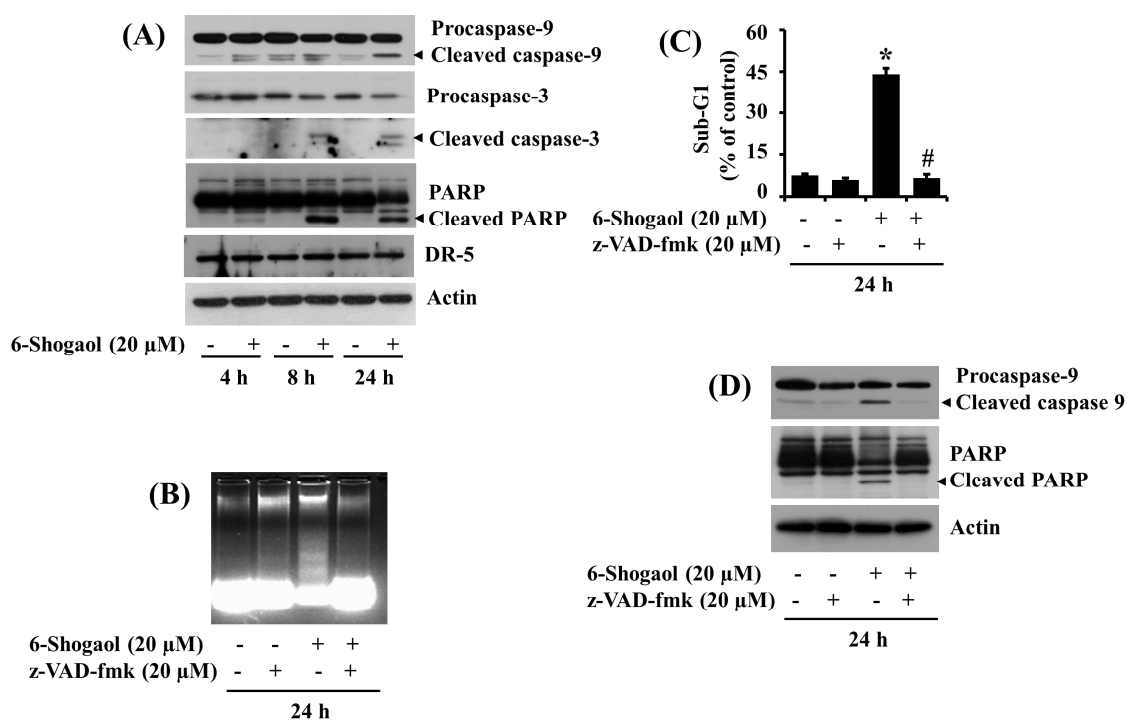 (A)
Procaspase-9
Cleaved caspase-9
Procaspase-3
Cleaved caspase-3
PARP
Cleaved PARP
DR-5
Actin
6-Shogaol (20 μM) - + - + - +
4 h 8 h 24 h
(B)
6-Shogaol (20 μM) - - + +
z-VAD-fmk (20 μM) - + - +
24 h
(C)
Sub-G1
(% of control)
60
45
30
15
0
*
#
6-Shogaol (20 μM) - - + +
z-VAD-fmk (20 μM) - + - +
24 h
(D)
Procaspase-9
Cleaved caspase 9
PARP
Cleaved PARP
Actin
6-Shogaol (20 μM) - - + +
z-VAD-fmk (20 μM) - + - +
24 h